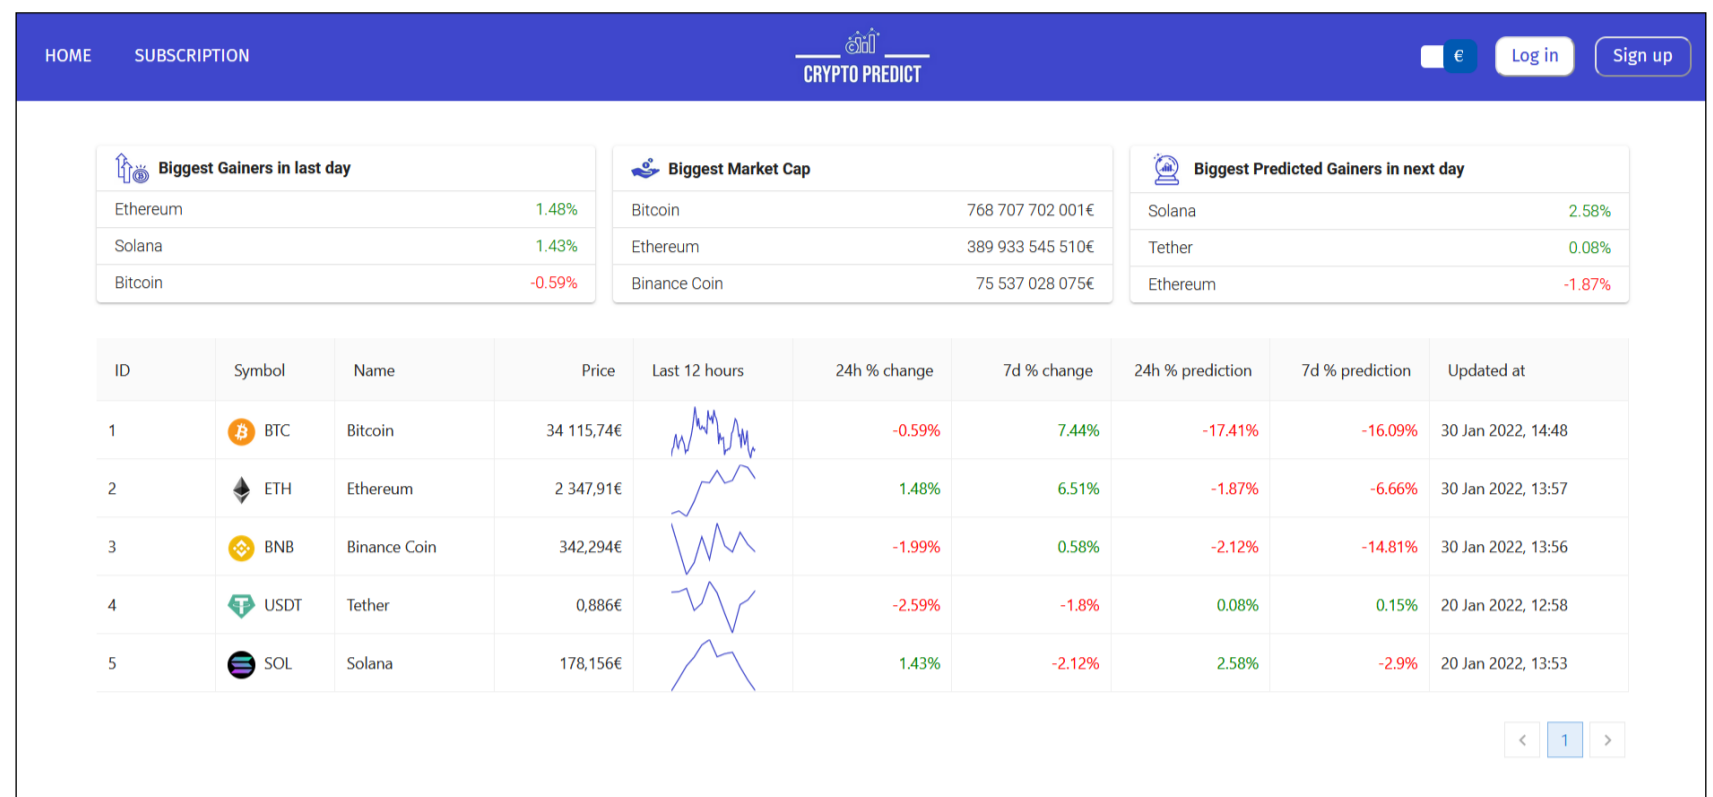 HOME SUBSCRIPTION CRYPTO PREDICT € Log in Sign up
Biggest Gainers in last day
Ethereum 1.48%
Solana 1.43%
Bitcoin -0.59%
Biggest Market Cap
Bitcoin 768 707 702 001€
Ethereum 389 933 545 510€
Binance Coin 75 537 028 075€
Biggest Predicted Gainers in next day
Solana 2.58%
Tether 0.08%
Ethereum -1.87%
ID Symbol Name Price Last 12 hours 24h % change 7d % change 24h % prediction 7d % prediction Updated at
1 BTC Bitcoin 34 115,74€ -0.59% 7.44% -17.41% -16.09% 30 Jan 2022, 14:48
2 ETH Ethereum 2 347,91€ 1.48% 6.51% -1.87% -6.66% 30 Jan 2022, 13:57
3 BNB Binance Coin 342,294€ -1.99% 0.58% -2.12% -14.81% 30 Jan 2022, 13:56
4 USDT Tether 0,886€ -2.59% -1.8% 0.08% 0.15% 20 Jan 2022, 12:58
5 SOL Solana 178,156€ 1.43% -2.12% 2.58% -2.9% 20 Jan 2022, 13:53
< 1 >